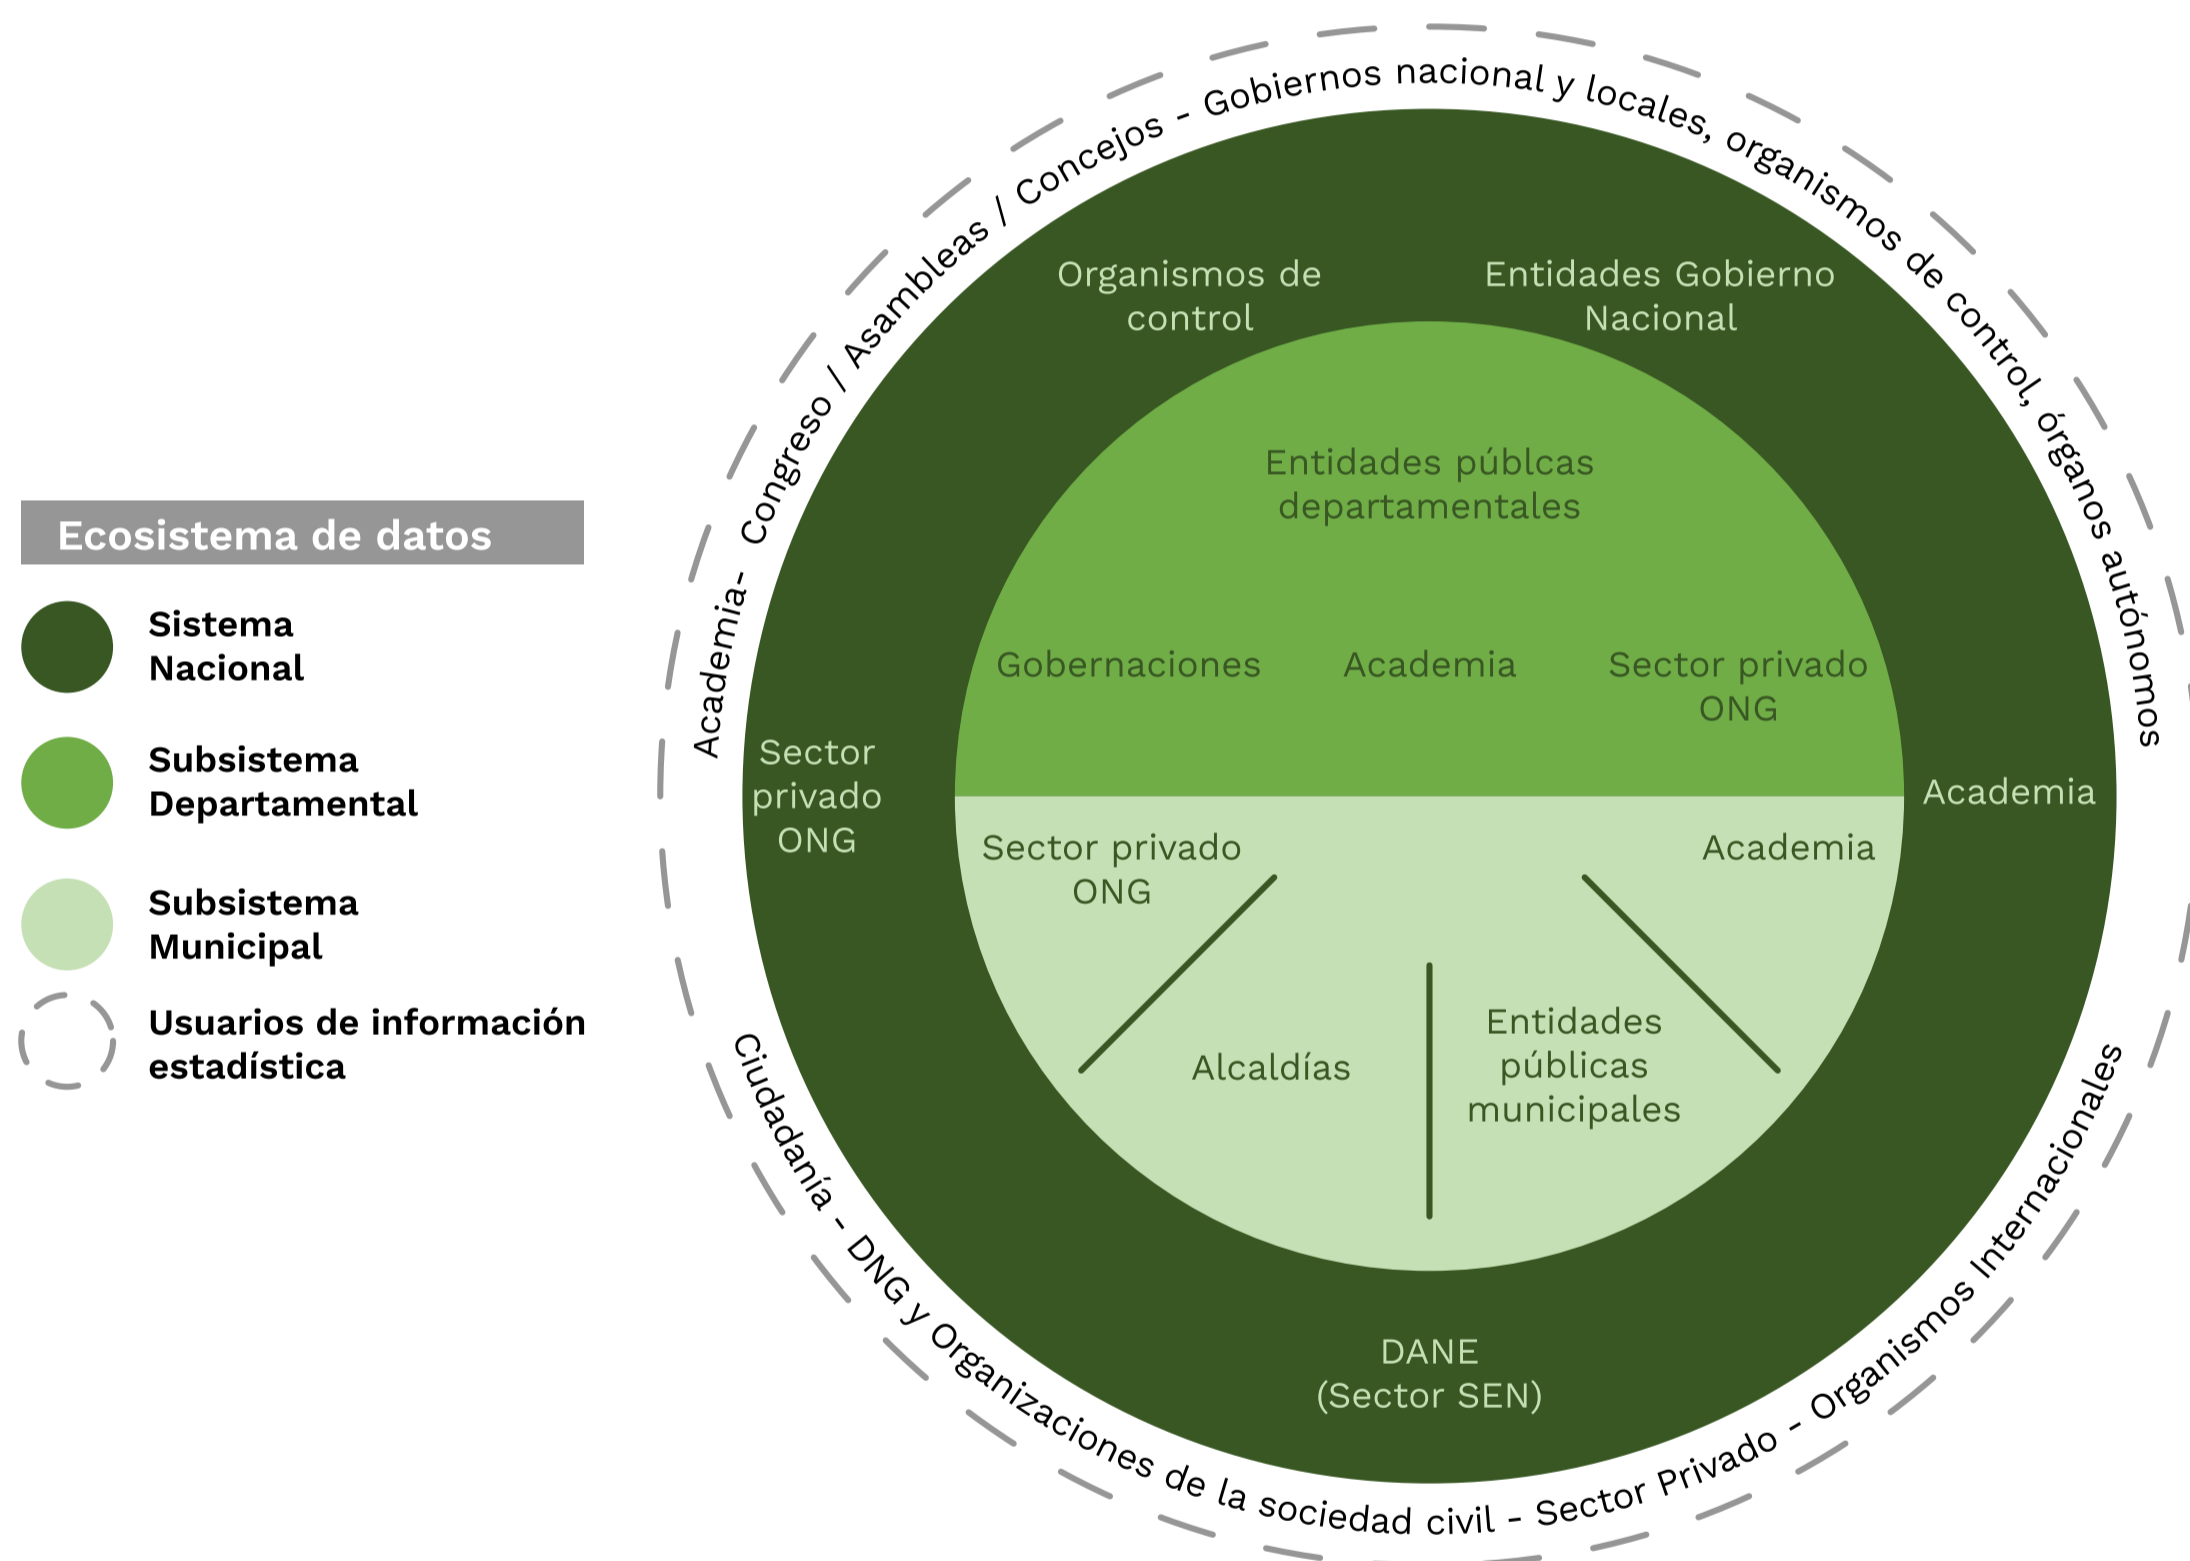 Ecosistema de datos
Sistema
Nacional
Subsistema
Departamental
Subsistema
Municipal
Usuarios de información
estadística
Academia- Congreso / Asambleas / Concejos - Gobiernos nacional y locales, organismos de control, órganos autónomos
Organismos de
control
Entidades Gobierno
Nacional
Entidades públcas
departamentales
Gobernaciones
Academia
Sector privado
ONG
Sector
privado
ONG
Academia
Sector privado
ONG
Academia
Alcaldías
Entidades
públicas
municipales
DANE
(Sector SEN)
Ciudadanía - DNG y Organizaciones de la sociedad civil - Sector Privado - Organismos Internacionales